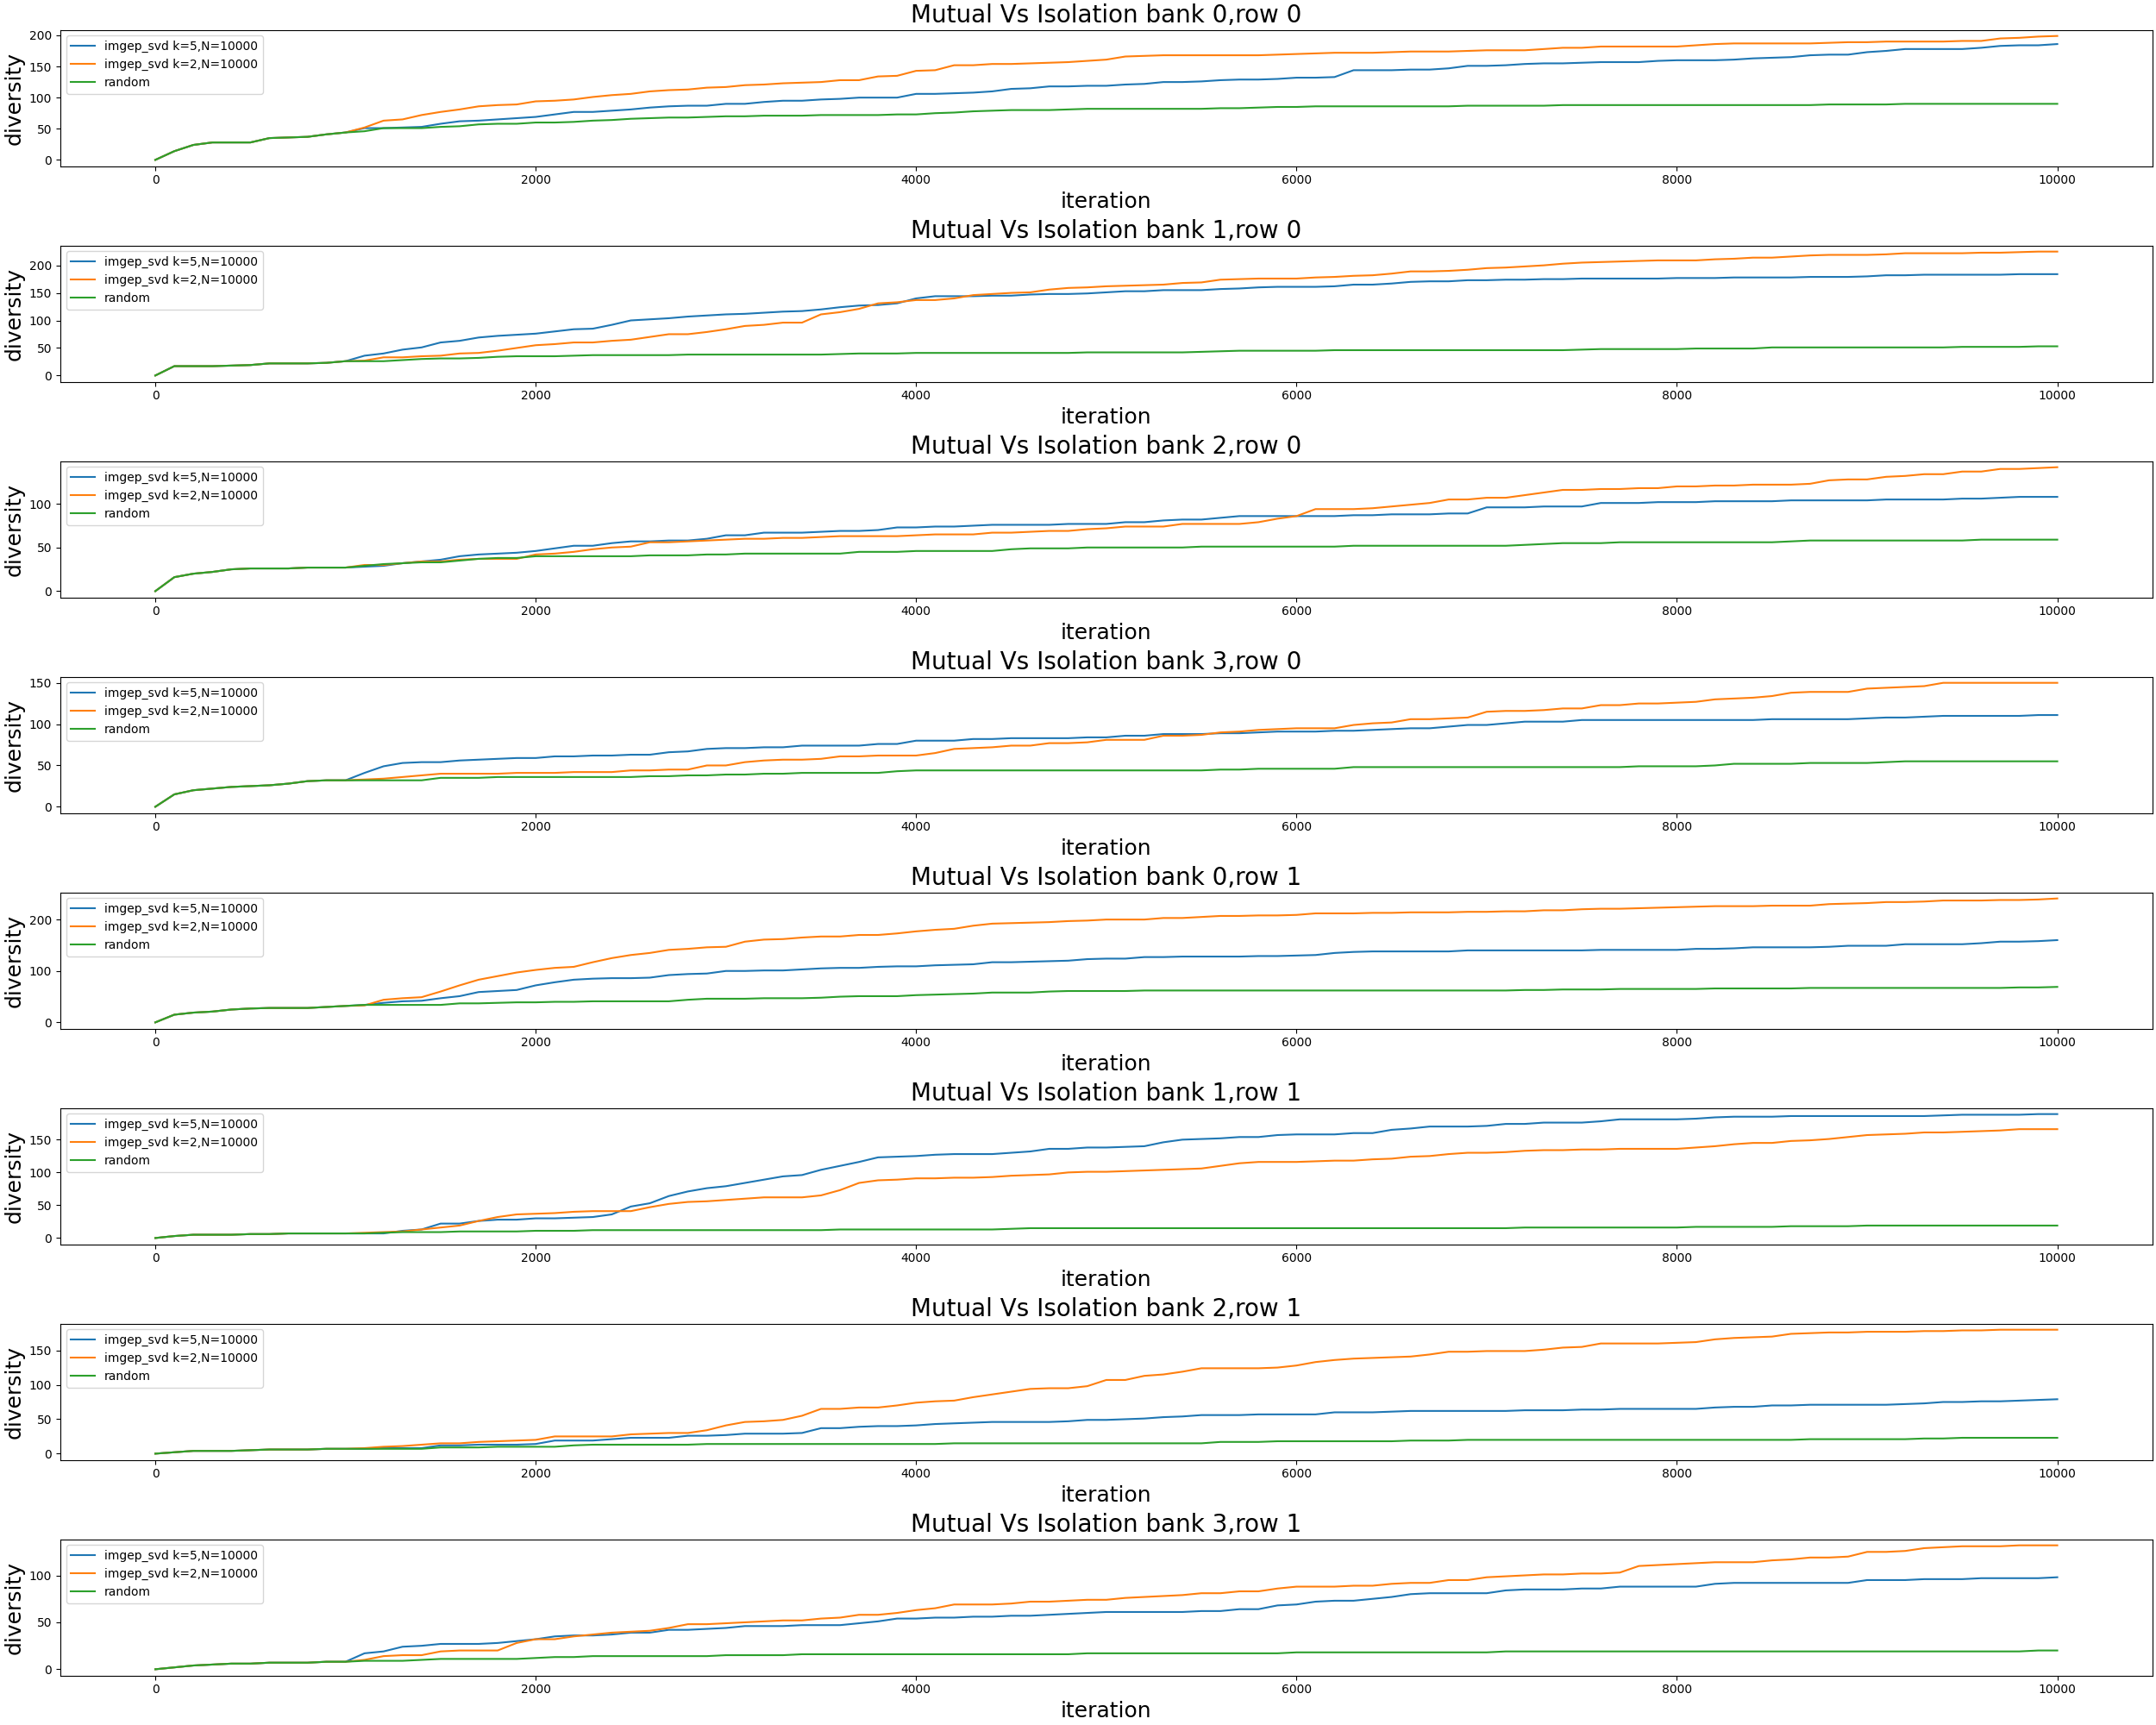 Mutual Vs Isolation bank 0,row 0
diversity
200
150
100
50
0
imgep_svd k=5,N=10000
imgep_svd k=2,N=10000
random
0 2000 4000 6000 8000 10000
iteration
Mutual Vs Isolation bank 1,row 0
diversity
200
150
100
50
0
imgep_svd k=5,N=10000
imgep_svd k=2,N=10000
random
0 2000 4000 6000 8000 10000
iteration
Mutual Vs Isolation bank 2,row 0
diversity
100
50
0
imgep_svd k=5,N=10000
imgep_svd k=2,N=10000
random
0 2000 4000 6000 8000 10000
iteration
Mutual Vs Isolation bank 3,row 0
diversity
150
100
50
0
imgep_svd k=5,N=10000
imgep_svd k=2,N=10000
random
0 2000 4000 6000 8000 10000
iteration
Mutual Vs Isolation bank 0,row 1
diversity
200
100
0
imgep_svd k=5,N=10000
imgep_svd k=2,N=10000
random
0 2000 4000 6000 8000 10000
iteration
Mutual Vs Isolation bank 1,row 1
diversity
150
100
50
0
imgep_svd k=5,N=10000
imgep_svd k=2,N=10000
random
0 2000 4000 6000 8000 10000
iteration
Mutual Vs Isolation bank 2,row 1
diversity
150
100
50
0
imgep_svd k=5,N=10000
imgep_svd k=2,N=10000
random
0 2000 4000 6000 8000 10000
iteration
Mutual Vs Isolation bank 3,row 1
diversity
100
50
0
imgep_svd k=5,N=10000
imgep_svd k=2,N=10000
random
0 2000 4000 6000 8000 10000
iteration